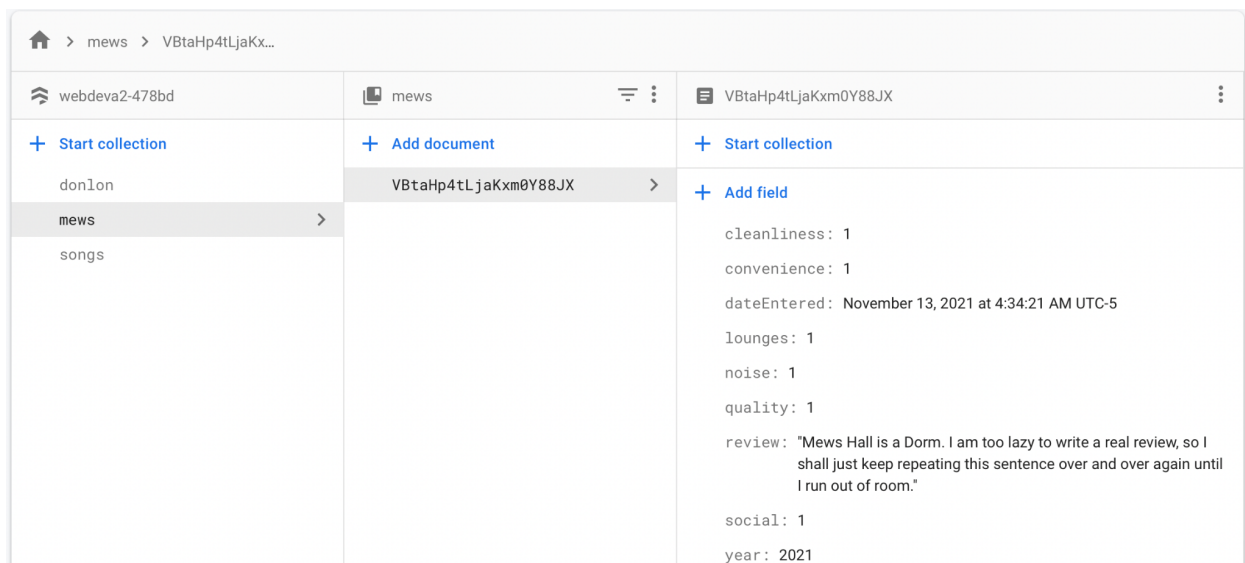 mews > VBtaHp4tLjaKx...
webdeva2-478bd
mews
VBtaHp4tLjaKxm0Y88JX
+ Start collection
+ Add document
+ Start collection
donlon
mews
songs
VBtaHp4tLjaKxm0Y88JX
+ Add field
cleanliness: 1
convenience: 1
dateEntered: November 13, 2021 at 4:34:21 AM UTC-5
lounges: 1
noise: 1
quality: 1
review: "Mews Hall is a Dorm. I am too lazy to write a real review, so I
shall just keep repeating this sentence over and over again until
I run out of room."
social: 1
year: 2021